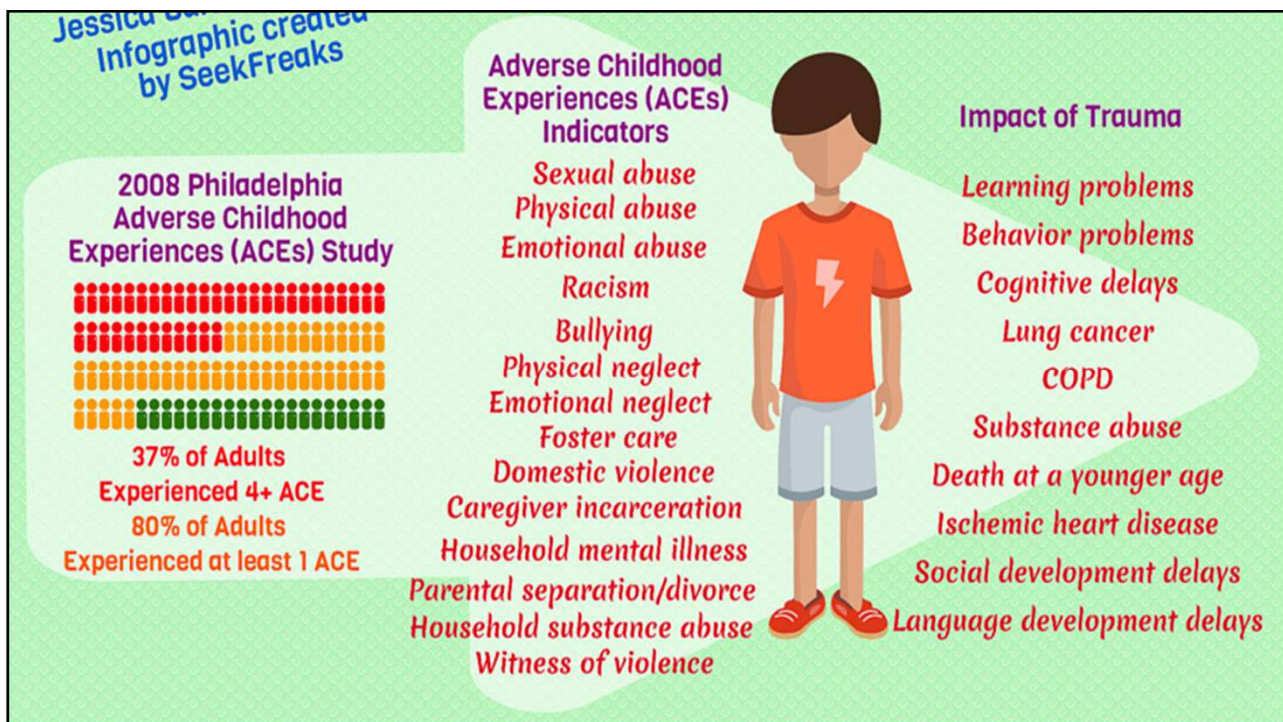 Jessica
Infographic created
by SeekFreaks
2008 Philadelphia
Adverse Childhood
Experiences (ACEs) Study
37% of Adults
Experienced 4+ ACE
80% of Adults
Experienced at least 1 ACE
Adverse Childhood
Experiences (ACEs)
Indicators
Sexual abuse
Physical abuse
Emotional abuse
Racism
Bullying
Physical neglect
Emotional neglect
Foster care
Domestic violence
Caregiver incarceration
Household mental illness
Parental separation/divorce
Household substance abuse
Witness of violence
Impact of Trauma
Learning problems
Behavior problems
Cognitive delays
Lung cancer
COPD
Substance abuse
Death at a younger age
Ischemic heart disease
Social development delays
Language development delays